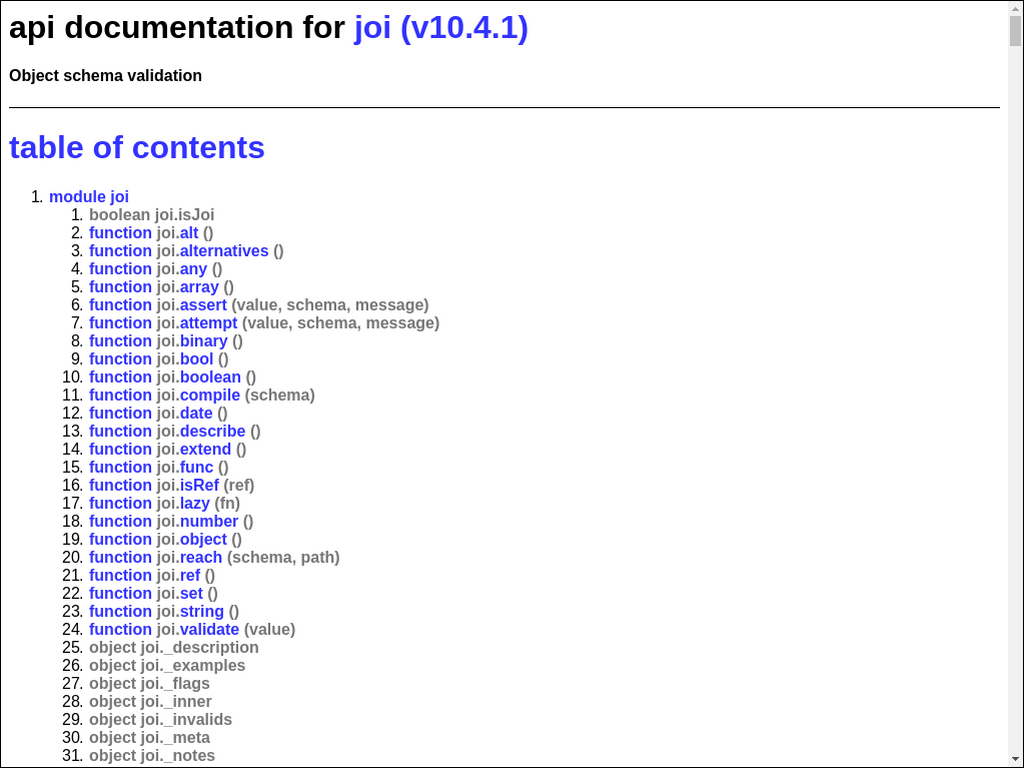 api documentation for joi (v10.4.1)
Object schema validation
table of contents
1. module joi
1. boolean joi.isJoi
2. function joi.alt ()
3. function joi.alternatives ()
4. function joi.any ()
5. function joi.array ()
6. function joi.assert (value, schema, message)
7. function joi.attempt (value, schema, message)
8. function joi.binary ()
9. function joi.bool ()
10. function joi.boolean ()
11. function joi.compile (schema)
12. function joi.date ()
13. function joi.describe ()
14. function joi.extend ()
15. function joi.func ()
16. function joi.isRef (ref)
17. function joi.lazy (fn)
18. function joi.number ()
19. function joi.object ()
20. function joi.reach (schema, path)
21. function joi.ref ()
22. function joi.set ()
23. function joi.string ()
24. function joi.validate (value)
25. object joi._description
26. object joi._examples
27. object joi._flags
28. object joi._inner
29. object joi._invalids
30. object joi._meta
31. object joi._notes